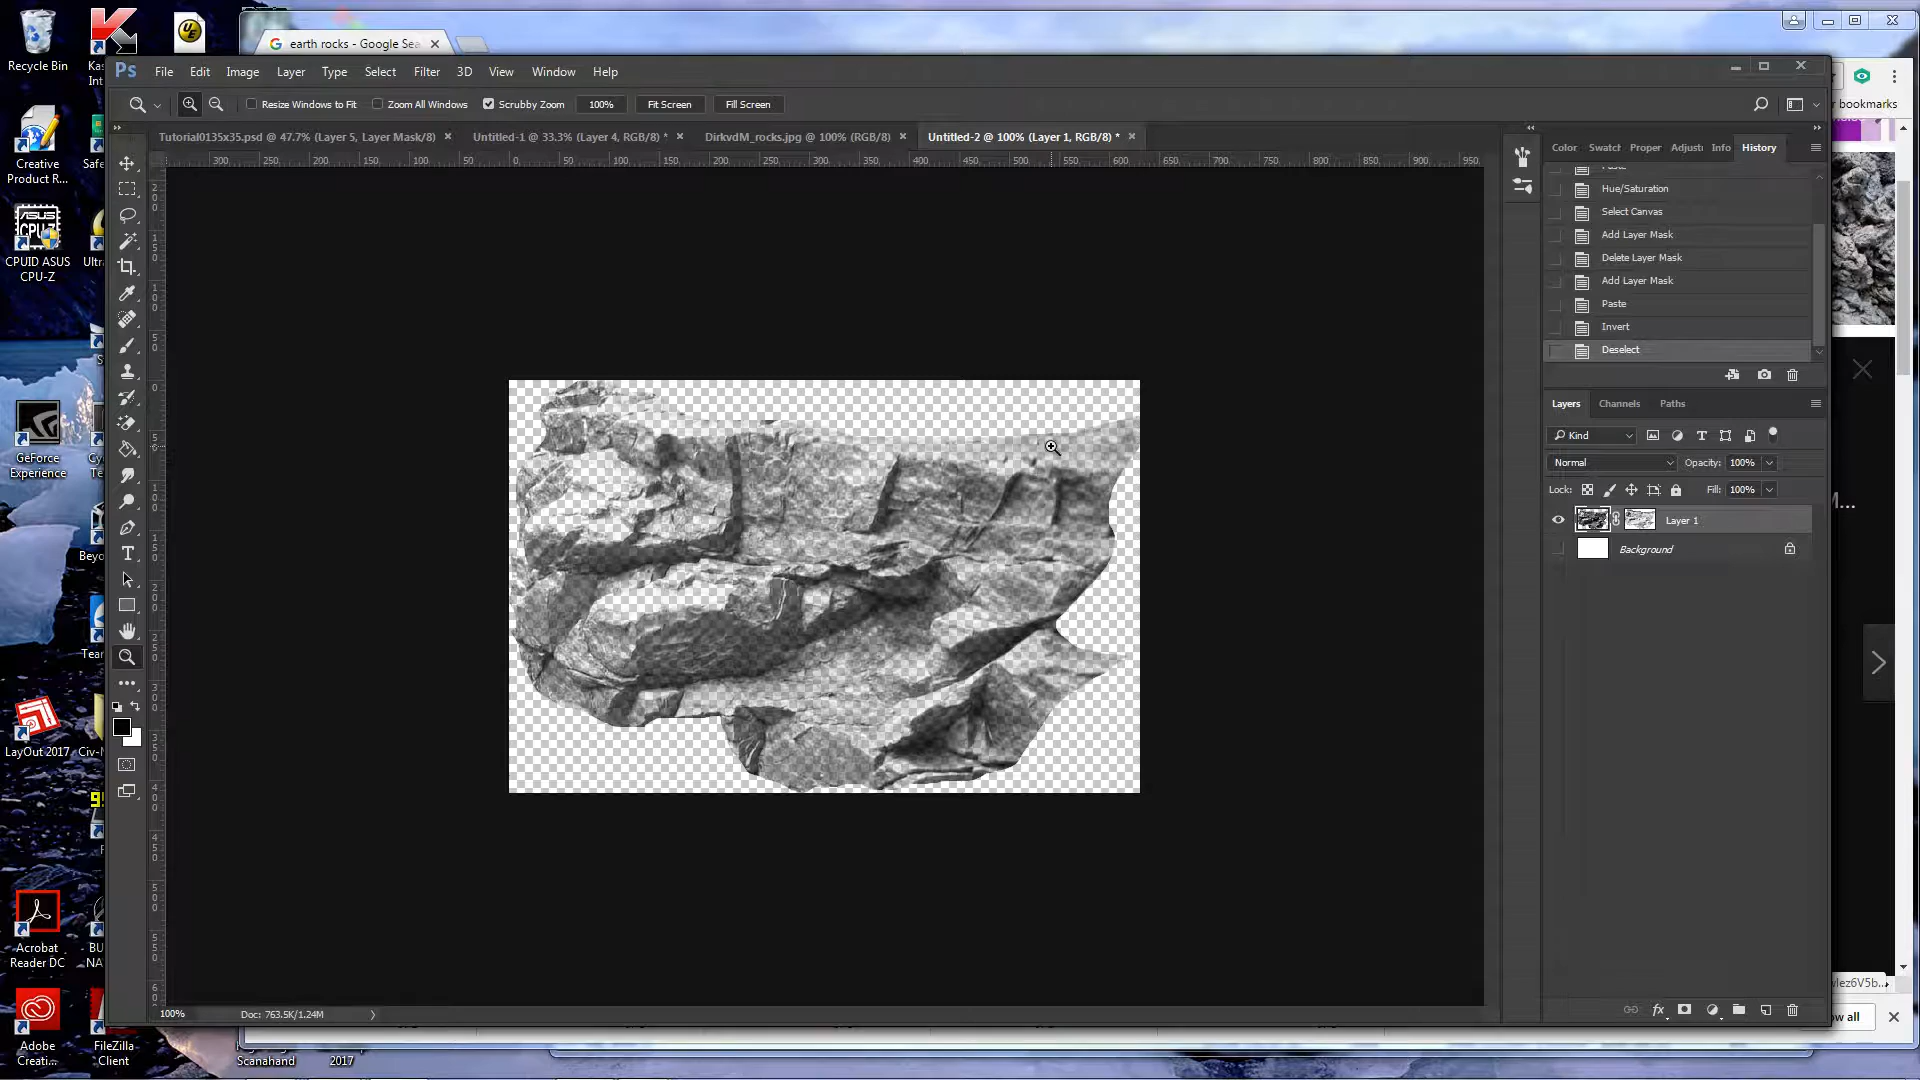 earth rocks - Google Sea
Recycle Bin
Ps File Edit Image Layer Type Select Filter 3D View Window Help
Resize Windows to Fit Zoom All Windows Scrubby Zoom 100% Fit Screen Fill Screen
r bookmarks
Tutorial0135x35.psd @ 47.7% (Layer 5, Layer Mask/8) Untitled-1 @ 33.3% (Layer 4, RGB/8) * DirkvdM_rocks.jpg @ 100% (RGB/8) Untitled-2 @ 100% (Layer 1, RGB/8) *
Color Swatch Proper Adjust Info History
Hue/Saturation
Select Canvas
Add Layer Mask
Delete Layer Mask
Add Layer Mask
Paste
Invert
Deselect
Layers Channels Paths
Kind
Normal Opacity: 100%
Lock: Fill: 100%
Layer 1
Background
100% Doc: 763.5K/1.24M
Creative
Product R...
ASUS
CPU-Z
CPUID ASUS
CPU-Z
GeForce
Experience
LayOut 2017
Civ-N
Acrobat
Reader DC
Adobe
Creati...
FileZilla
Client
Scanahand
2017
M...
wlez6V5b...
ow all